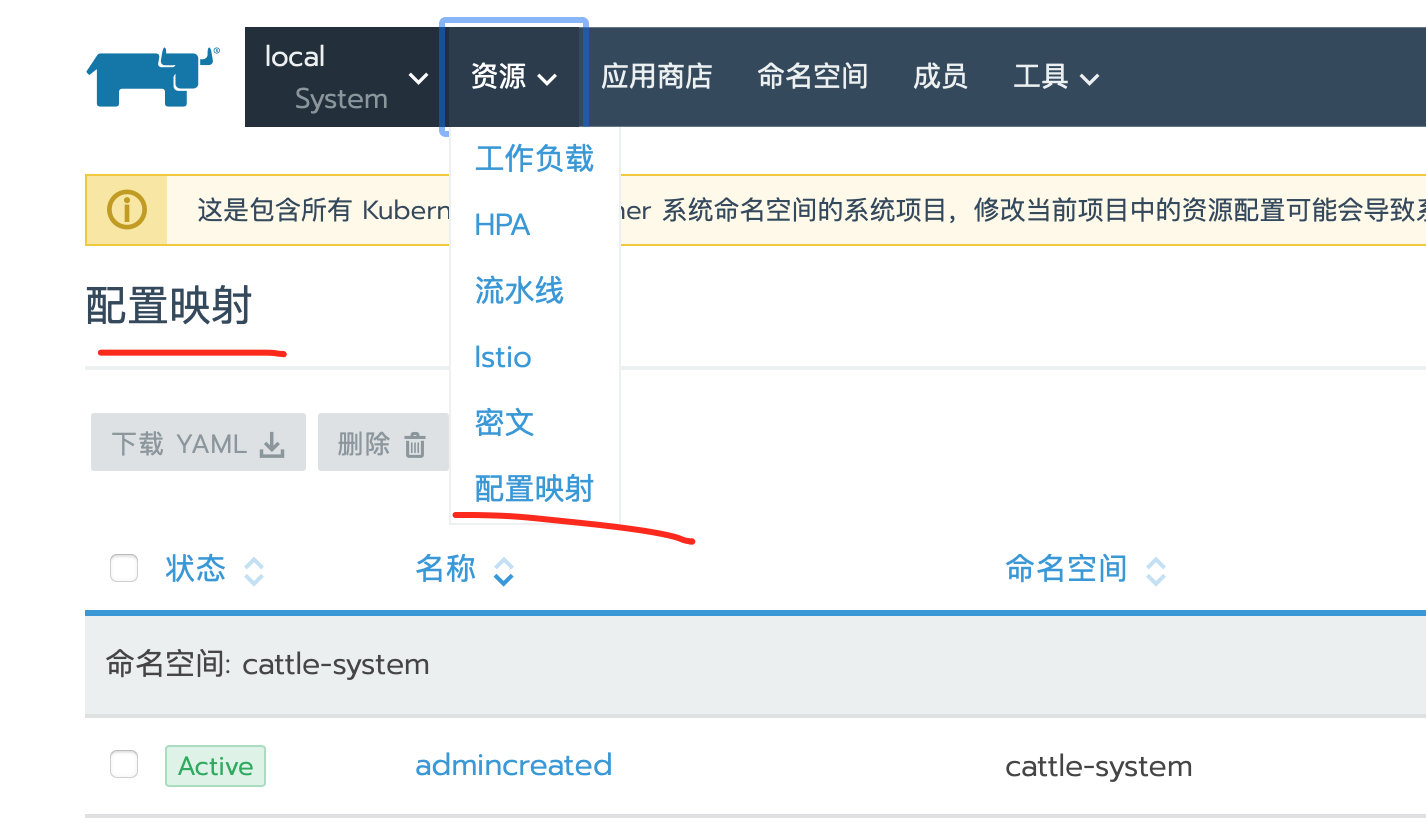 local
System
资源
应用商店
命名空间
成员
工具
工作负载
这是包含所有 Kubern
her 系统命名空间的系统项目，修改当前项目中的资源配置可能会导致系
HPA
流水线
配置映射
Istio
下载 YAML
删除
密文
配置映射
状态
名称
命名空间
命名空间: cattle-system
Active
admincreated
cattle-system